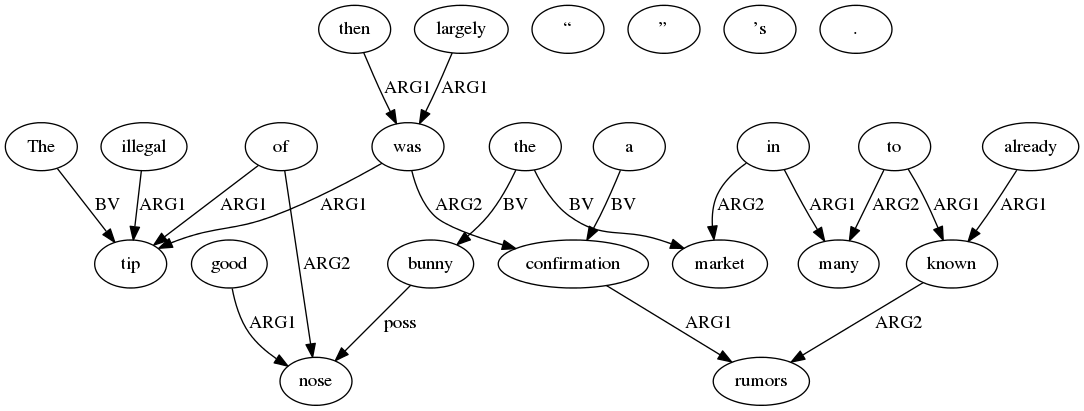 then largely “ ” ’s .
ARG1 ARG1
The illegal of was the a in to already
BV ARG1 ARG1 ARG1 ARG2 BV BV BV ARG2 ARG1 ARG2 ARG1 ARG1
tip good ARG2 bunny confirmation market many known
ARG1 poss ARG1 ARG2
nose rumors